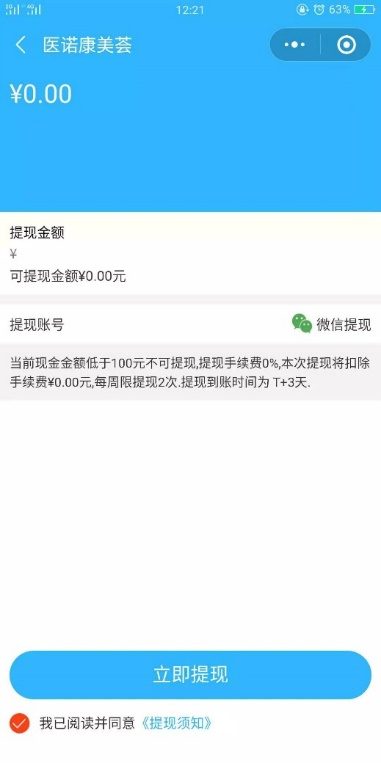 2G 4G 12:21 63%
医诺康美荟
¥0.00
提现金额
¥
可提现金额¥0.00元
提现账号 微信提现
当前现金金额低于100元不可提现,提现手续费0%,本次提现将扣除
手续费¥0.00元,每周限提现2次.提现到账时间为 T+3天.
立即提现
我已阅读并同意《提现须知》